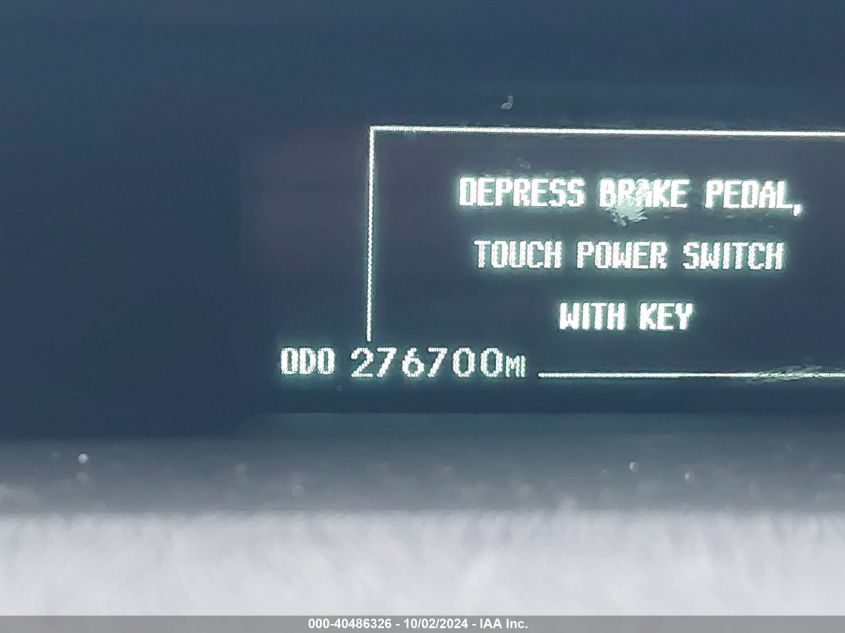 DEPRESS BRAKE PEDAL,
TOUCH POWER SWITCH
WITH KEY
ODO 276700MI
000-40486326 - 10/02/2024 - IAA Inc.